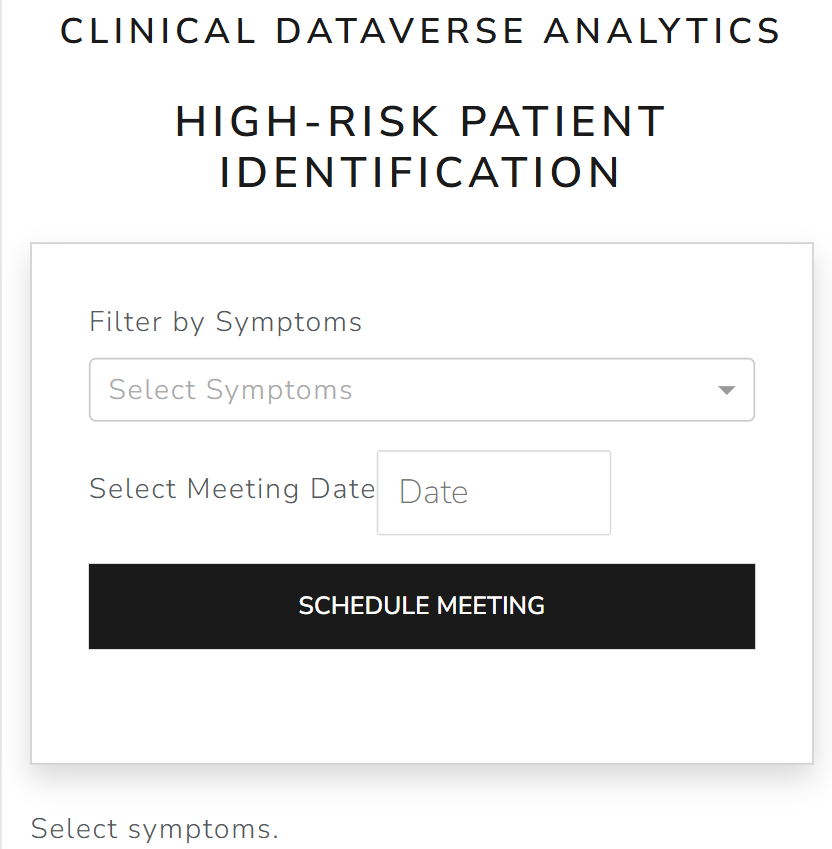 CLINICAL DATAVERSE ANALYTICS
HIGH-RISK PATIENT
IDENTIFICATION
Filter by Symptoms
Select Symptoms
Select Meeting Date Date
SCHEDULE MEETING
Select symptoms.